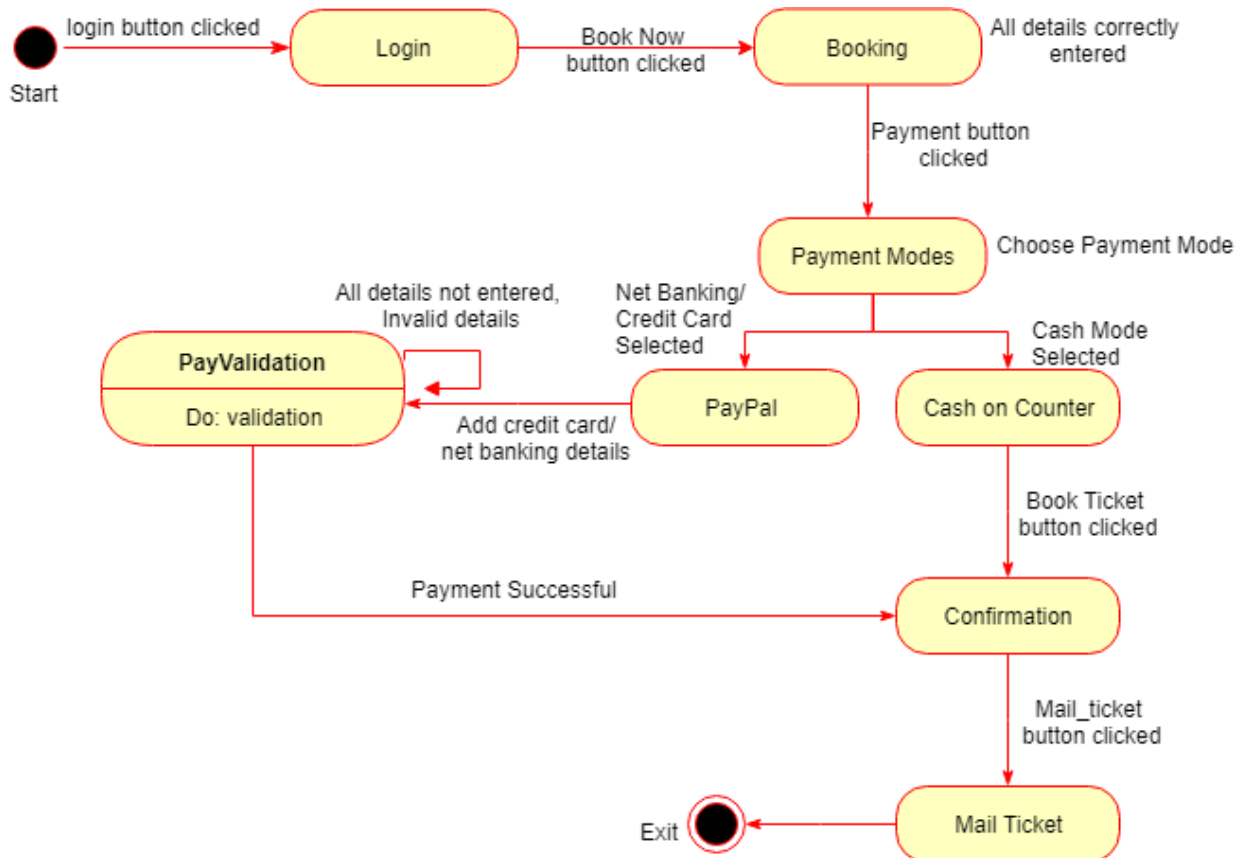 login button clicked
Start
Login
Book Now
button clicked
Booking
All details correctly
entered
Payment button
clicked
Payment Modes
Choose Payment Mode
All details not entered,
Invalid details
Net Banking/
Credit Card
Selected
Cash Mode
Selected
PayValidation
Do: validation
Add credit card/
net banking details
PayPal
Cash on Counter
Book Ticket
button clicked
Payment Successful
Confirmation
Mail_ticket
button clicked
Exit
Mail Ticket